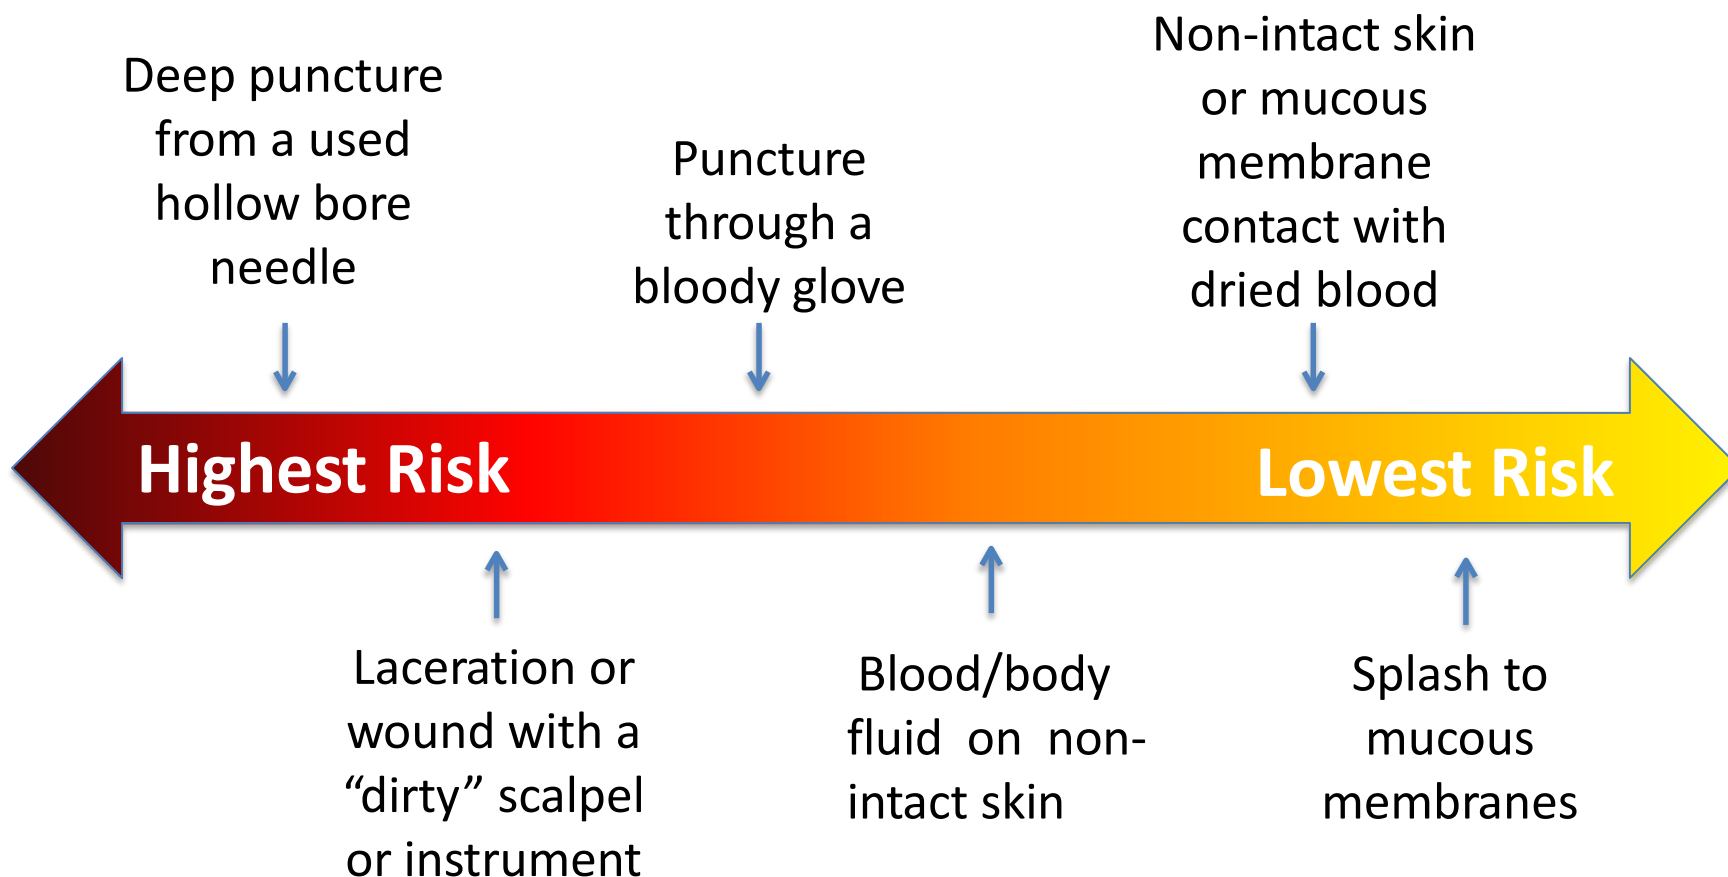 Deep puncture
from a used
hollow bore
needle
Puncture
through a
bloody glove
Non-intact skin
or mucous
membrane
contact with
dried blood
Highest Risk
Lowest Risk
Laceration or
wound with a
“dirty” scalpel
or instrument
Blood/body
fluid on non-
intact skin
Splash to
mucous
membranes